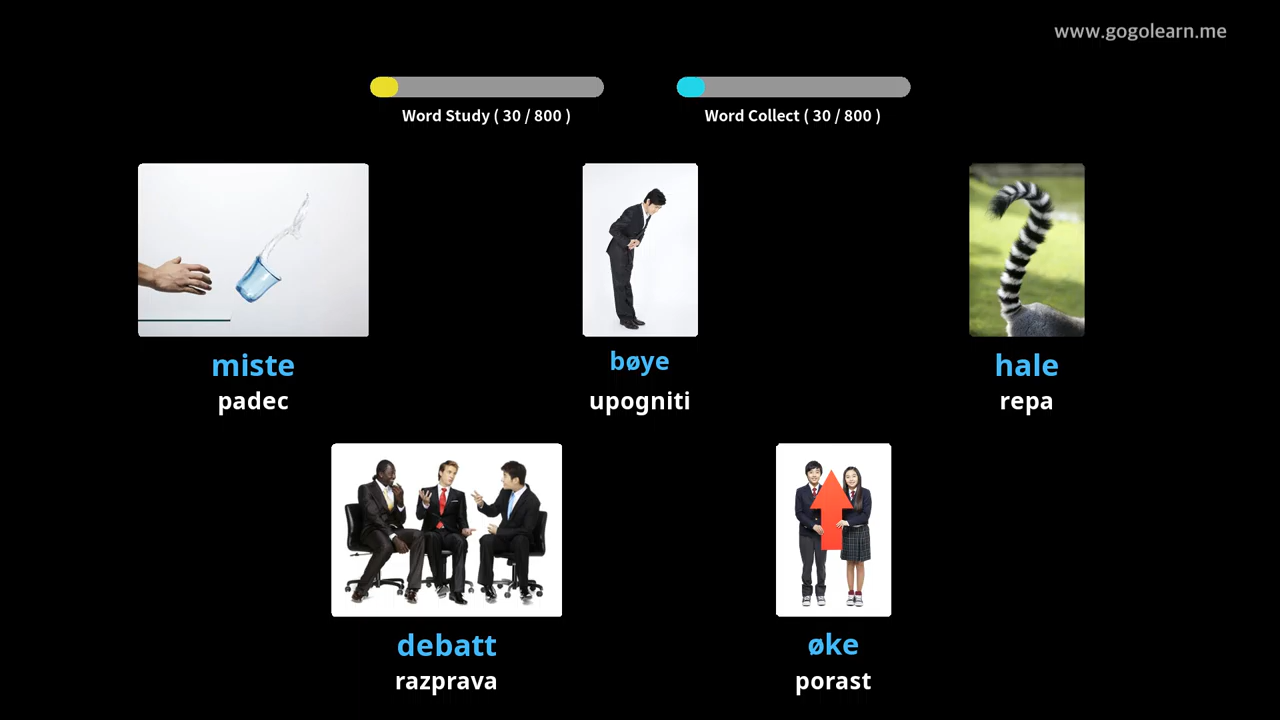 www.gogolearn.me
Word Study ( 30 / 800 )
Word Collect ( 30 / 800 )
miste
padec
bøye
upogniti
hale
repa
debatt
razprava
øke
porast